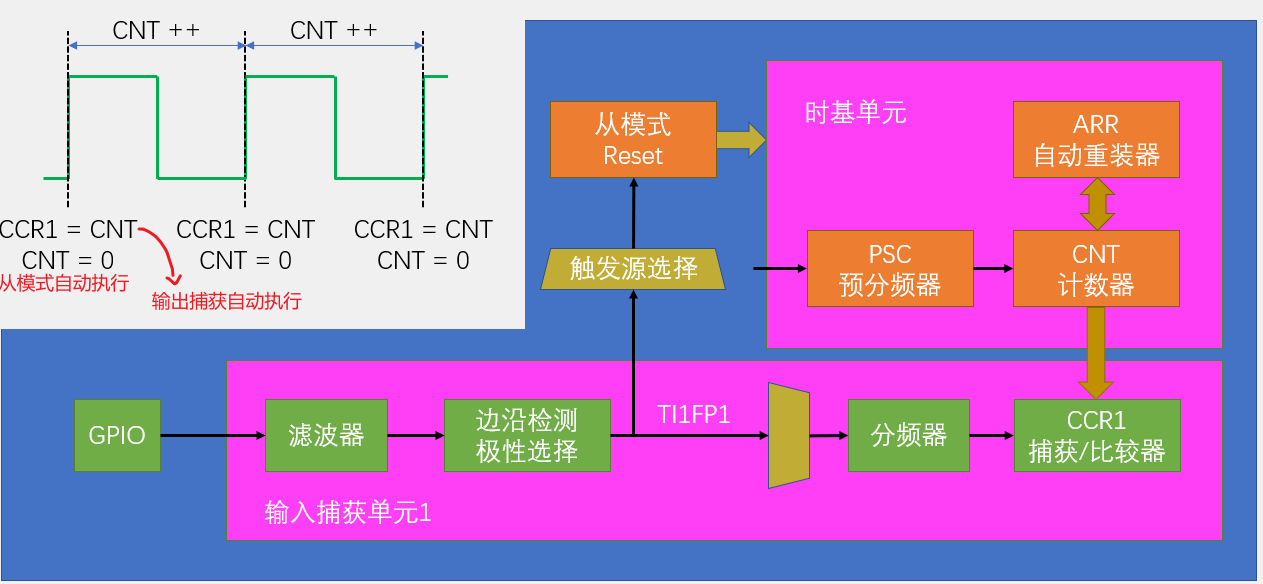 CNT ++
CNT ++
CCR1 = CNT
CNT = 0
CCR1 = CNT
CNT = 0
CCR1 = CNT
CNT = 0
从模式自动执行
输出捕获自动执行
从模式
Reset
触发源选择
时基单元
ARR
自动重装器
PSC
预分频器
CNT
计数器
GPIO
滤波器
边沿检测
极性选择
TI1FP1
分频器
CCR1
捕获/比较器
输入捕获单元1